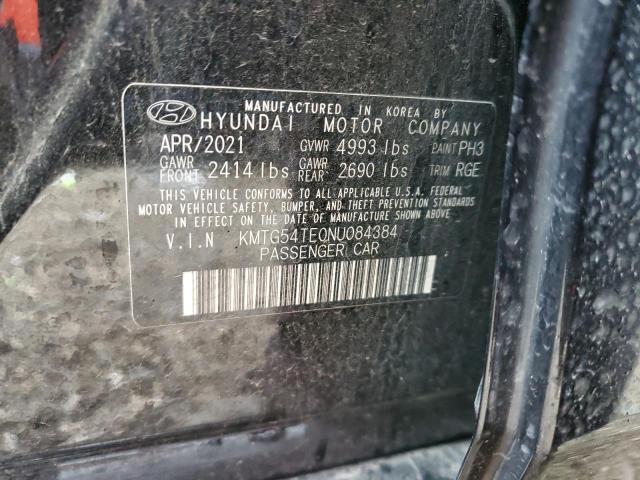 MANUFACTURED IN KOREA BY
HYUNDAI MOTOR COMPANY
APR/2021 GVWR 4993 lbs PAINT PH3
GAWR FRONT 2414 lbs GAWR REAR 2690 lbs TRIM RGE
THIS VEHICLE CONFORMS TO ALL APPLICABLE U.S.A. FEDERAL
MOTOR VEHICLE SAFETY, BUMPER, AND THEFT PREVENTION
STANDARDS IN EFFECT ON THE DATE OF MANUFACTURE SHOWN
ABOVE.
V.I.N KMTG54TE0NU084384
PASSENGER CAR